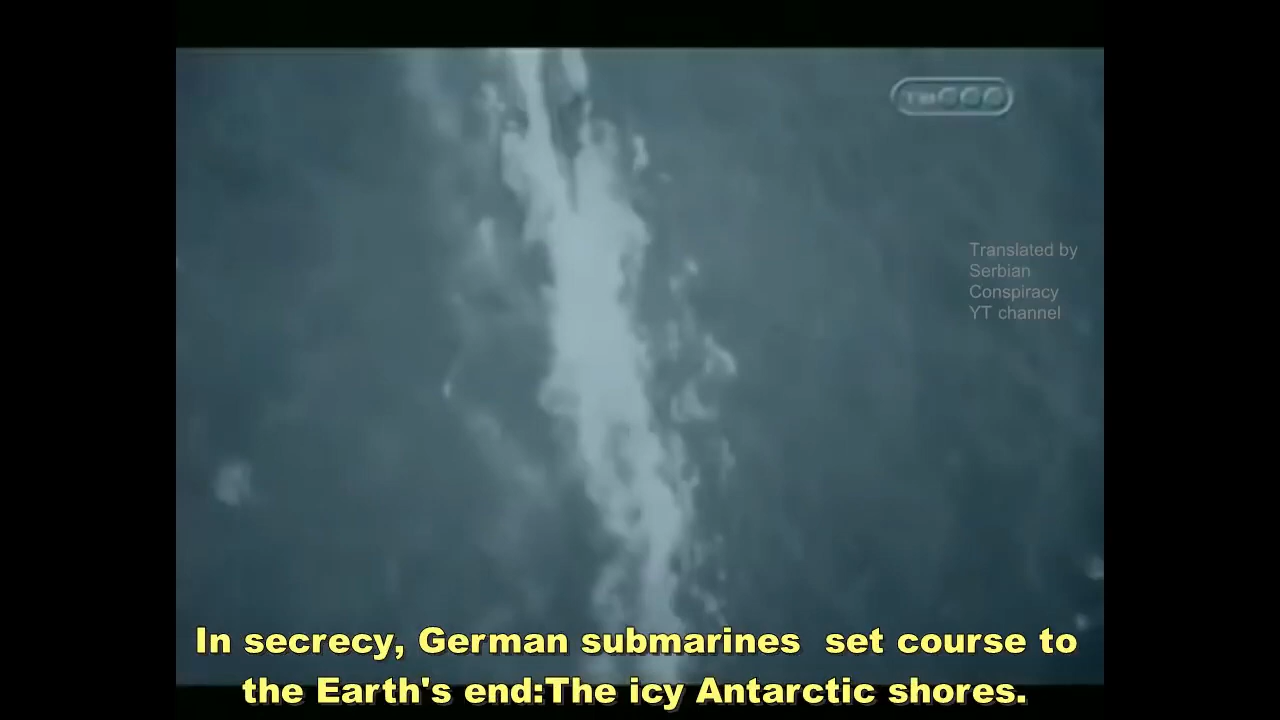 Translated by
Serbian
Conspiracy
YT channel
In secrecy, German submarines  set course to
the Earth's end:The icy Antarctic shores.